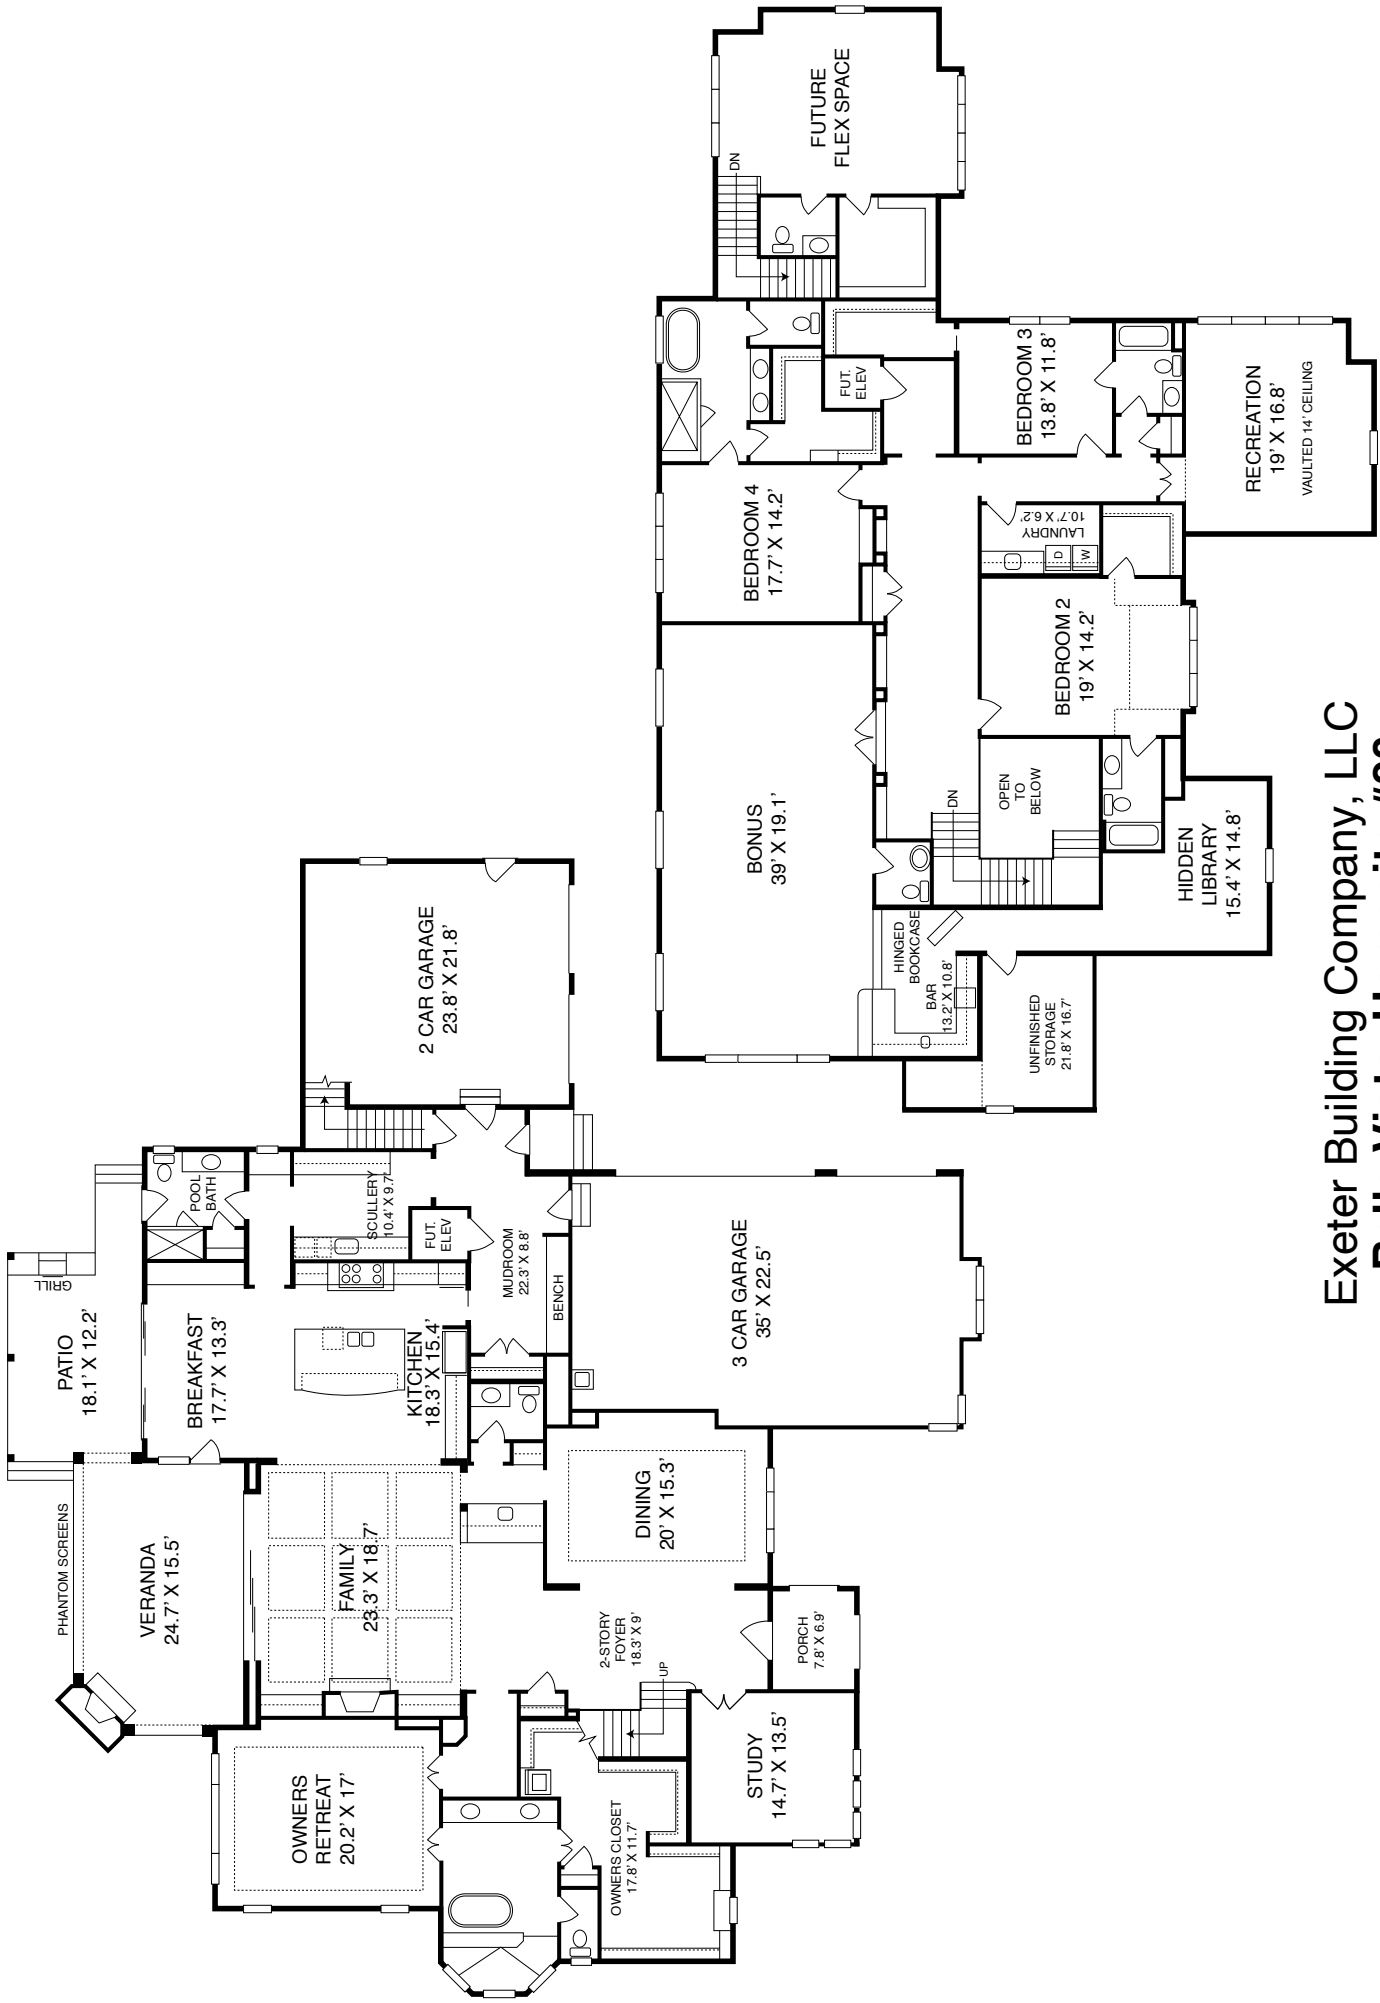 PATIO
18.1' X 12.2'
GRILL
POOL
BATH
BREAKFAST
17.7' X 13.3'
PHANTOM SCREENS
VERANDA
24.7' X 15.5'
FAMILY
23.3' X 18.7'
KITCHEN
18.3' X 15.4'
SCULLERY
10.4' X 9.7'
FUT.
ELEV
MUDROOM
22.3' X 8.8'
BENCH
2 CAR GARAGE
23.8' X 21.8'
3 CAR GARAGE
35' X 22.5'
DINING
20' X 15.3'
2-STORY
FOYER
18.3' X 9'
UP
PORCH
7.8' X 6.9'
STUDY
14.7' X 13.5'
OWNERS
RETREAT
20.2' X 17'
OWNERS CLOSET
17.8' X 11.7'
FUTURE
FLEX SPACE
DN
FUT.
ELEV
BEDROOM 3
13.8' X 11.8'
RECREATION
19' X 16.8'
VAULTED 14' CEILING
BEDROOM 4
17.7' X 14.2'
LAUNDRY
10.7' X 6.2'
D
W
BEDROOM 2
19' X 14.2'
BONUS
39' X 19.1'
OPEN
TO
BELOW
DN
HIDDEN
LIBRARY
15.4' X 14.8'
HINGED
BOOKCASE
BAR
13.2' X 10.8'
UNFINISHED
STORAGE
21.8' X 16.7'
Exeter Building Company, LLC